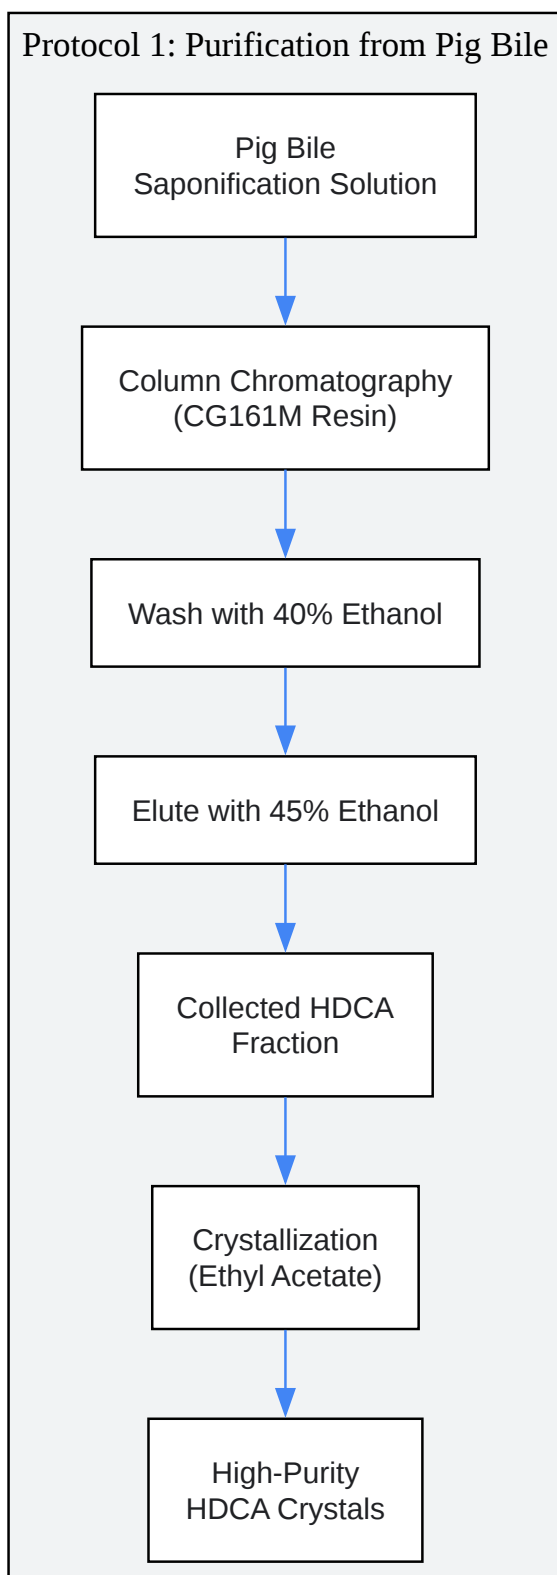 Protocol 1: Purification from Pig Bile
Pig Bile
Saponification Solution
Column Chromatography
(CG161M Resin)
Wash with 40% Ethanol
Elute with 45% Ethanol
Collected HDCA
Fraction
Crystallization
(Ethyl Acetate)
High-Purity
HDCA Crystals